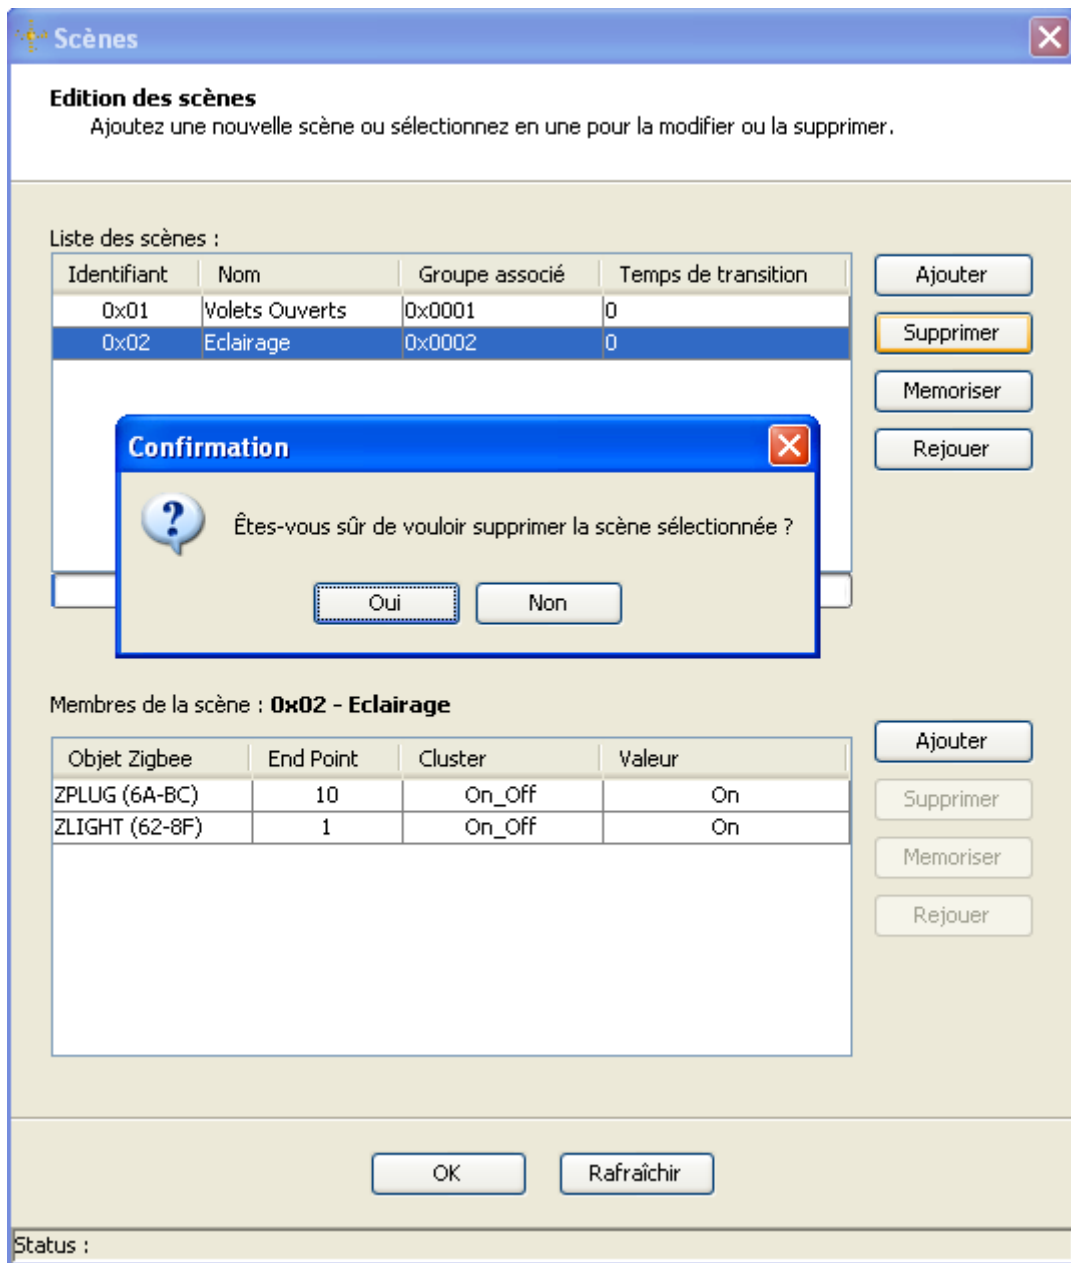 Scènes
Edition des scènes
Ajoutez une nouvelle scène ou sélectionnez en une pour la modifier ou la supprimer.
Liste des scènes :
Identifiant Nom Groupe associé Temps de transition
0x01 Volets Ouverts 0x0001 0
0x02 Eclairage 0x0002 0
Ajouter
Supprimer
Memoriser
Rejouer
Confirmation
Êtes-vous sûr de vouloir supprimer la scène sélectionnée ?
Oui Non
Membres de la scène : 0x02 - Eclairage
Objet Zigbee End Point Cluster Valeur
ZPLUG (6A-BC) 10 On_Off On
ZLIGHT (62-8F) 1 On_Off On
Ajouter
Supprimer
Memoriser
Rejouer
OK Rafraîchir
Status :